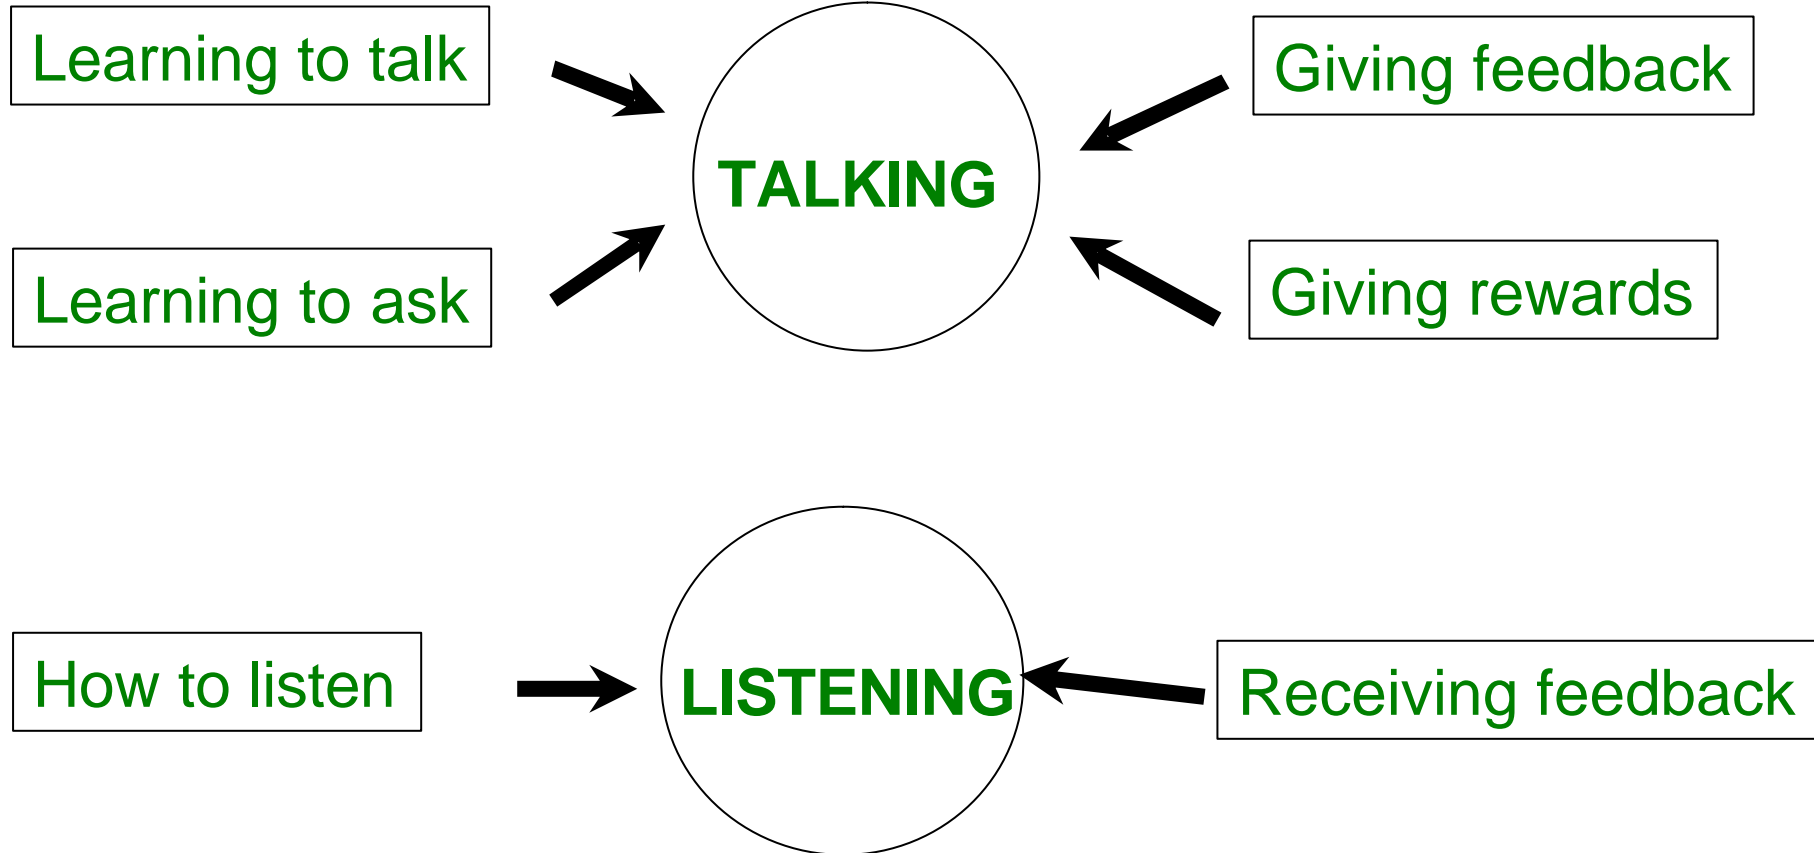 Learning to talk
Giving feedback
TALKING
Learning to ask
Giving rewards
How to listen
LISTENING
Receiving feedback